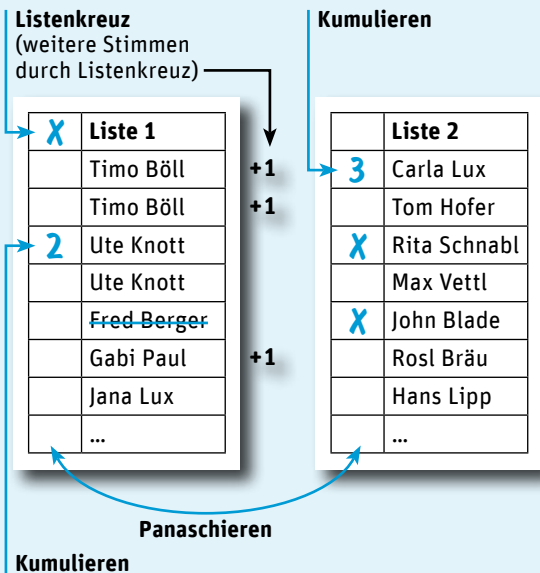 Listenkreuz
(weitere Stimmen
durch Listenkreuz)
Kumulieren
X Liste 1
Timo Böll +1
Timo Böll +1
2 Ute Knott
Ute Knott
Fred Berger
Gabi Paul +1
Jana Lux
...
Liste 2
3 Carla Lux
Tom Hofer
X Rita Schnabl
Max Vettl
X John Blade
Rosl Bräu
Hans Lipp
...
Panaschieren
Kumulieren